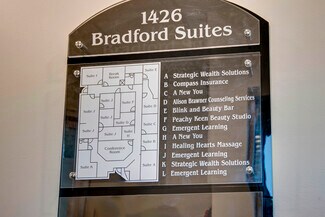 1426
Bradford Suites
A Strategic Wealth Solutions
B Compass Insurance
C A New You
D Alison Brawner Counseling Services
E Blink and Beauty Bar
F Peachy Keen Beauty Studio
G Emergent Learning
H A New You
I Healing Hearts Massage
J Emergent Learning
K Strategic Wealth Solutions
L Emergent Learning
Conference
Room